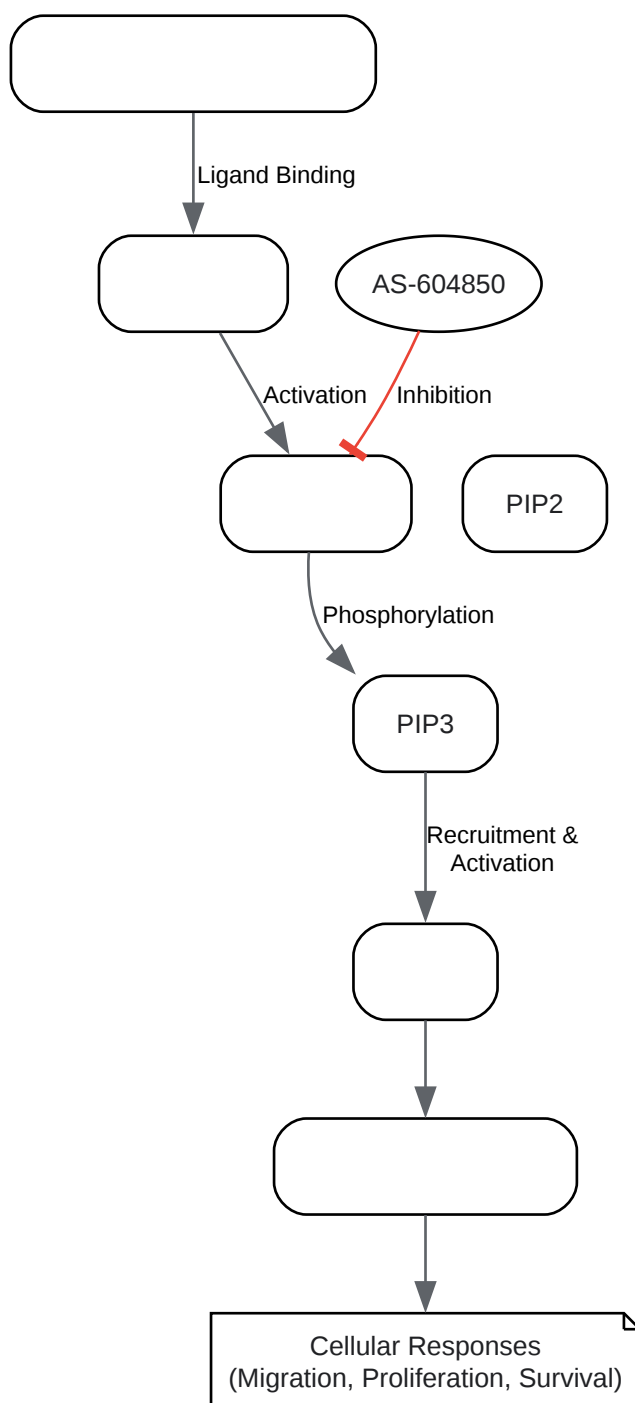 Ligand Binding
AS-604850
Activation
Inhibition
PIP2
Phosphorylation
PIP3
Recruitment &
Activation
Cellular Responses
(Migration, Proliferation, Survival)